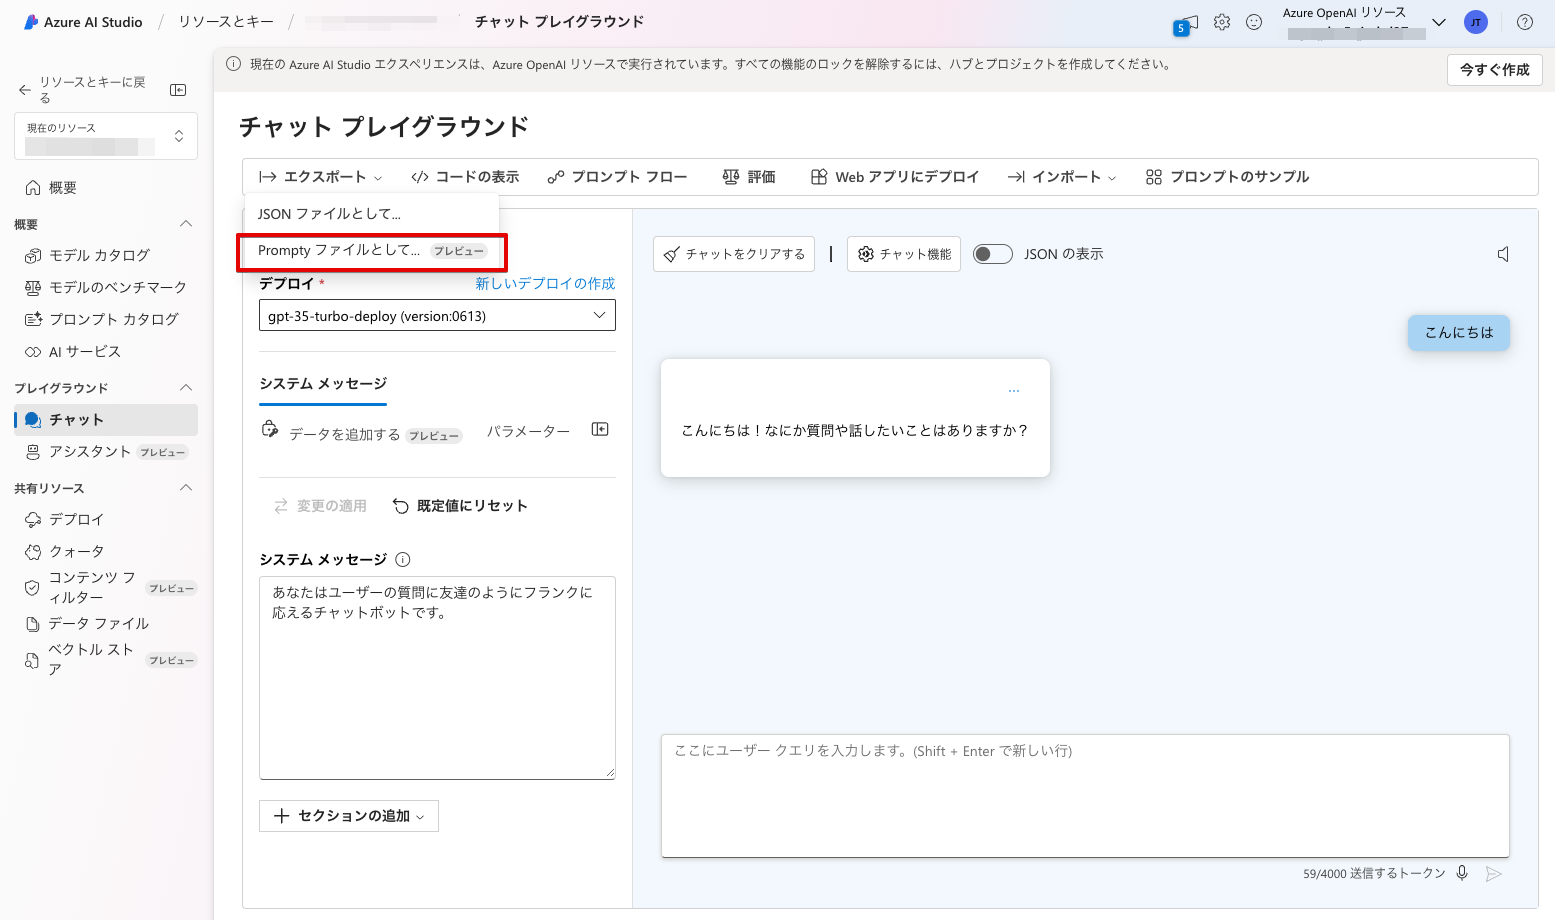 Azure AI Studio / リソースとキー / / チャット プレイグラウンド
5
Azure OpenAI リソース
JT
リソースとキーに戻
る
現在のリソース
概要
概要
モデル カタログ
モデルのベンチマーク
プロンプト カタログ
AI サービス
プレイグラウンド
チャット
アシスタント プレビュー
共有リソース
デプロイ
クォータ
コンテンツ フ
ィルター プレビュー
データ ファイル
ベクトル スト
ア プレビュー
現在の Azure AI Studio エクスペリエンスは、Azure OpenAI リソースで実行されています。すべての機能のロックを解除するには、ハブとプロジェクトを作成してください。
今すぐ作成
チャット プレイグラウンド
エクスポート コードの表示 プロンプト フロー 評価 Web アプリにデプロイ インポート プロンプトのサンプル
JSON ファイルとして...
Prompty ファイルとして... プレビュー
デプロイ * 新しいデプロイの作成
gpt-35-turbo-deploy (version:0613)
システム メッセージ
データを追加する プレビュー パラメーター
変更の適用 既定値にリセット
システム メッセージ
あなたはユーザーの質問に友達のようにフランクに
応えるチャットボットです。
セクションの追加
チャットをクリアする | チャット機能 JSON の表示
こんにちは
...
こんにちは！なにか質問や話したいことはありますか？
ここにユーザー クエリを入力します。(Shift + Enter で新しい行)
59/4000 送信するトークン